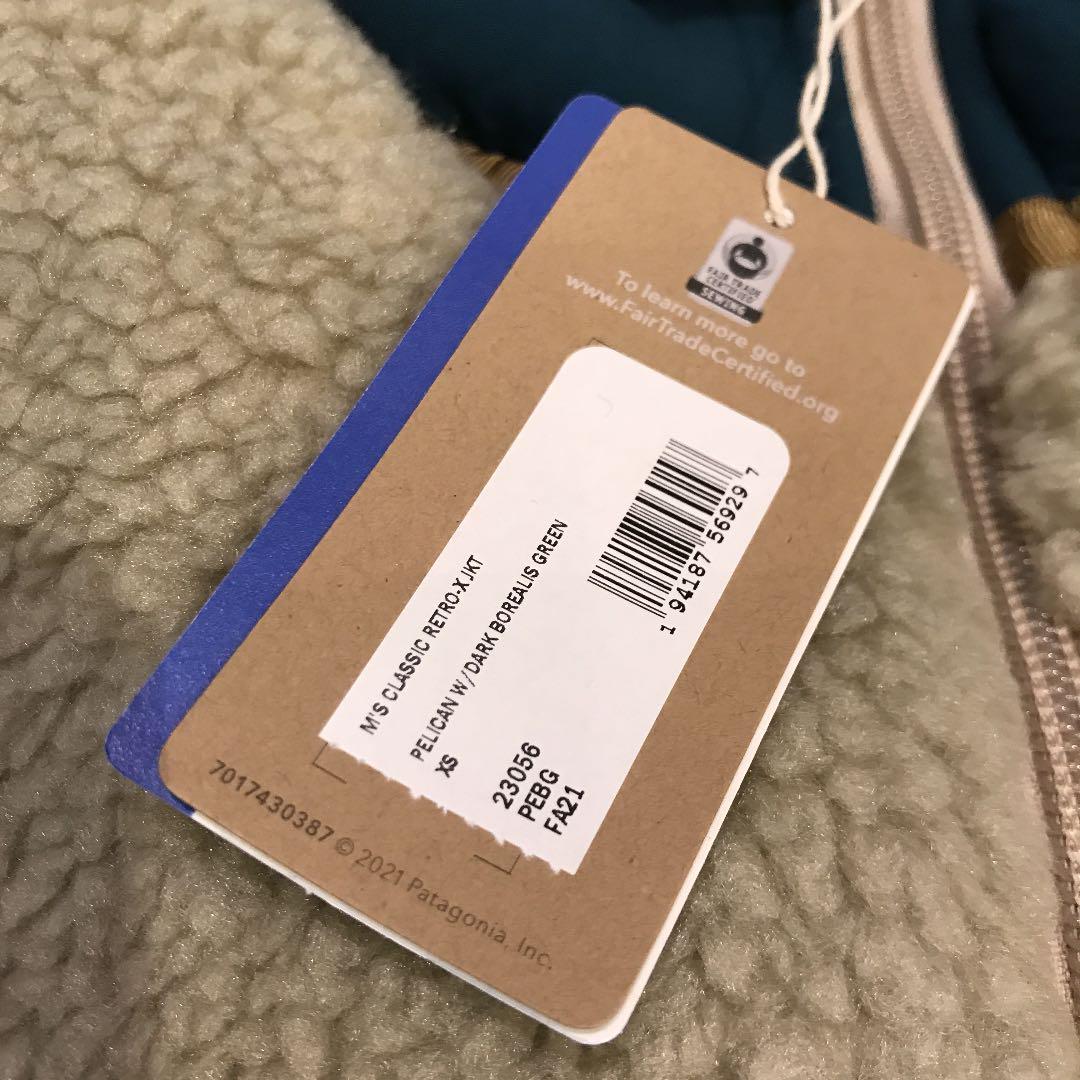 FAIR TRADE
CERTIFIED
SEWING
To learn more go to
www.FairTradeCertified.org
1 94187 56929 7
M'S CLASSIC RETRO-X JKT
PELICAN W/DARK BOREALIS GREEN
XS
23056
PEBG
FA21
7017430387 © 2021 Patagonia, Inc.